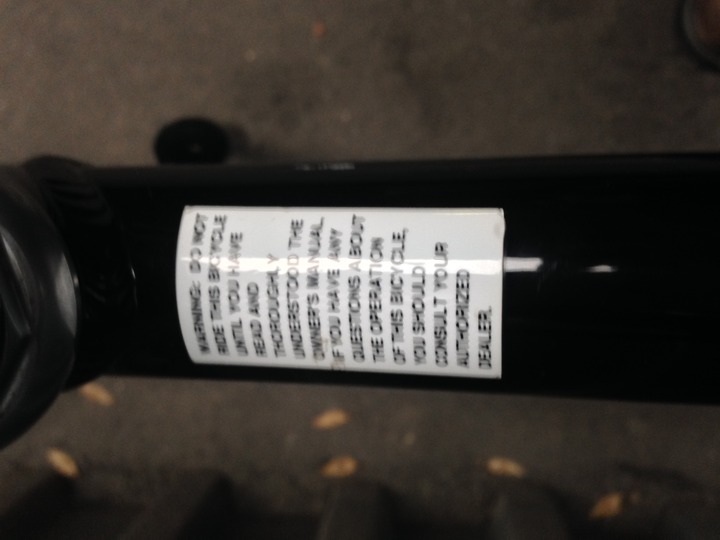 WARNING: DO NOT
RIDE THIS BICYCLE
UNTIL YOU HAVE
READ AND
THOROUGHLY
UNDERSTOOD THE
OWNER'S MANUAL.
IF YOU HAVE ANY
QUESTIONS ABOUT
THE OPERATION
OF THIS BICYCLE,
YOU SHOULD
CONSULT YOUR
AUTHORIZED
DEALER.